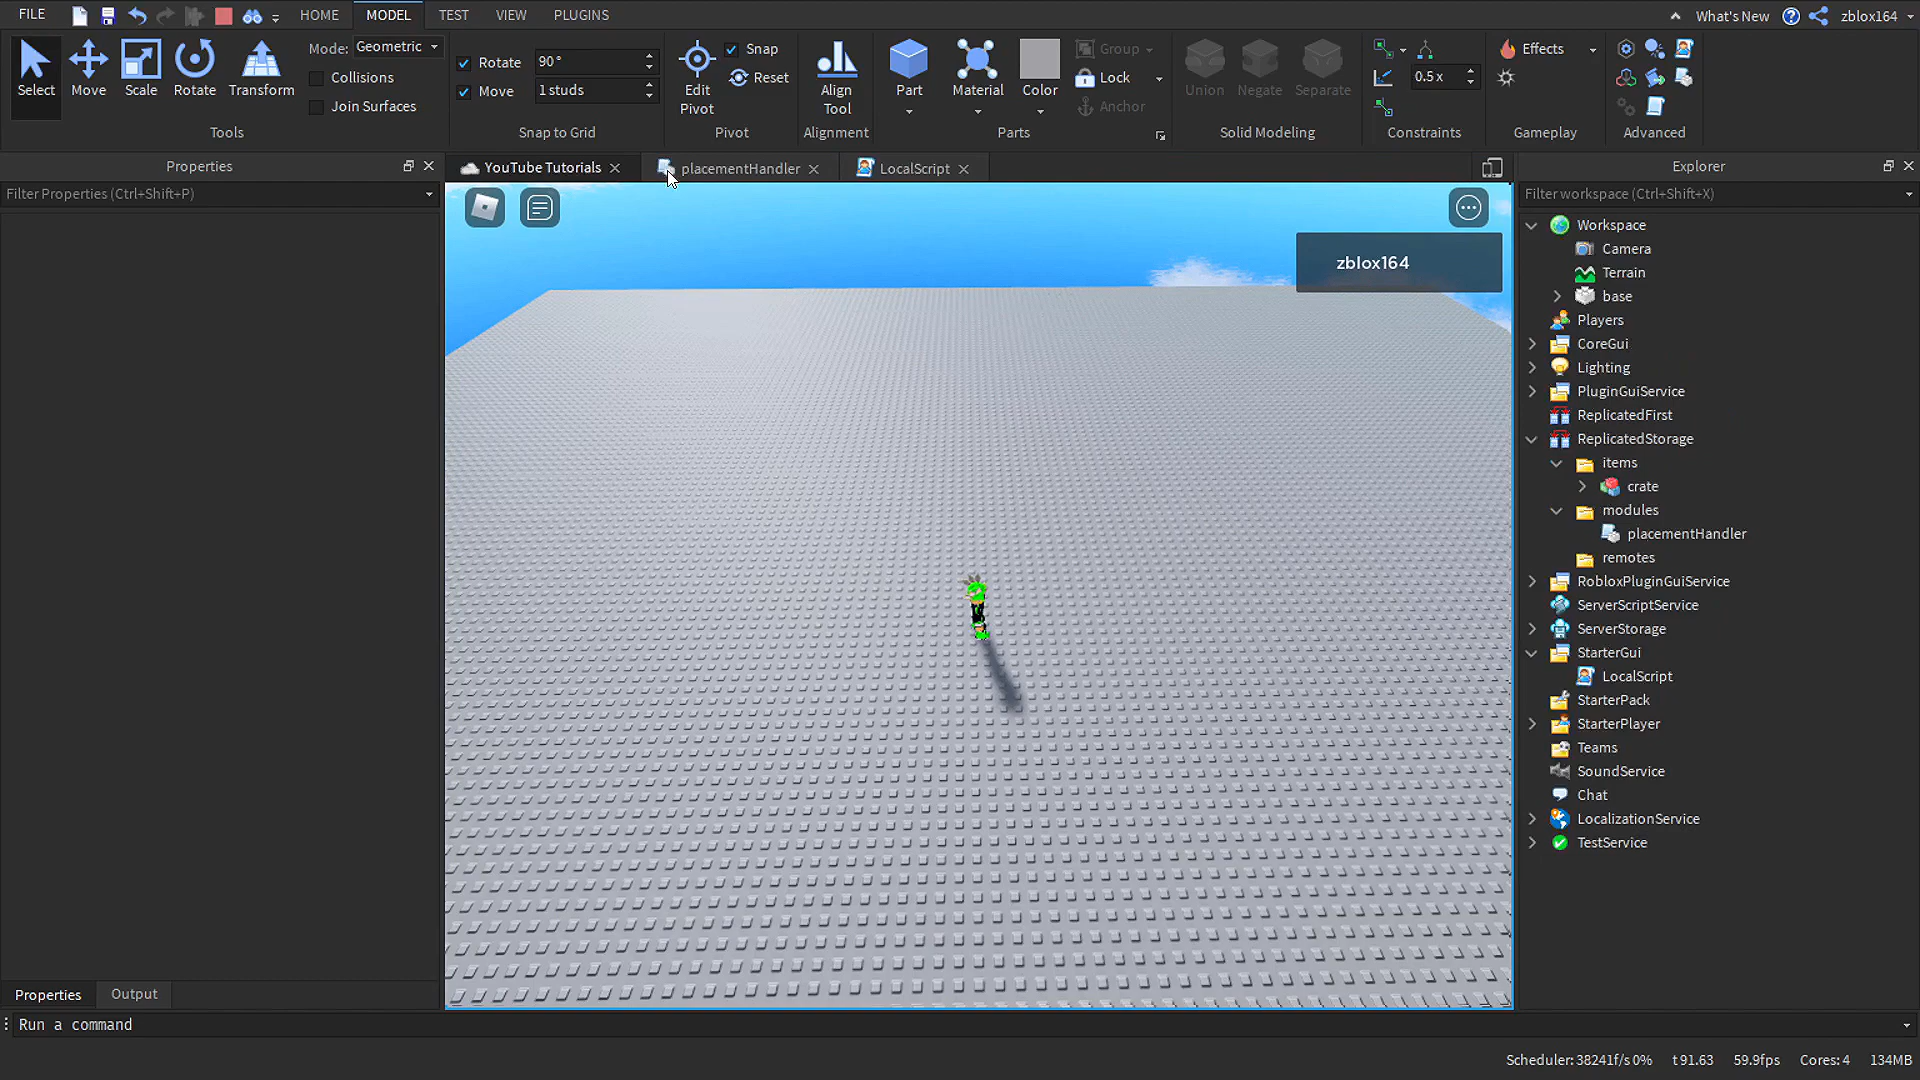 FILE
HOME
MODEL
TEST
VIEW
PLUGINS
What's New
zblox164
Select
Move
Scale
Rotate
Transform
Mode: Geometric
Collisions
Join Surfaces
Tools
Rotate 90°
Move 1 studs
Snap to Grid
Edit
Pivot
Snap
Reset
Pivot
Align
Tool
Alignment
Part
Material
Color
Group
Lock
Anchor
Parts
Union
Negate
Separate
Solid Modeling
0.5 x
Constraints
Effects
Gameplay
Advanced
Properties
Filter Properties (Ctrl+Shift+P)
YouTube Tutorials
placementHandler
LocalScript
zblox164
Explorer
Filter workspace (Ctrl+Shift+X)
Workspace
Camera
Terrain
base
Players
CoreGui
Lighting
PluginGuiService
ReplicatedFirst
ReplicatedStorage
items
crate
modules
placementHandler
remotes
RobloxPluginGuiService
ServerScriptService
ServerStorage
StarterGui
LocalScript
StarterPack
StarterPlayer
Teams
SoundService
Chat
LocalizationService
TestService
Properties
Output
Run a command
Scheduler: 38241f/s 0% t 91.63 59.9fps Cores: 4 134MB